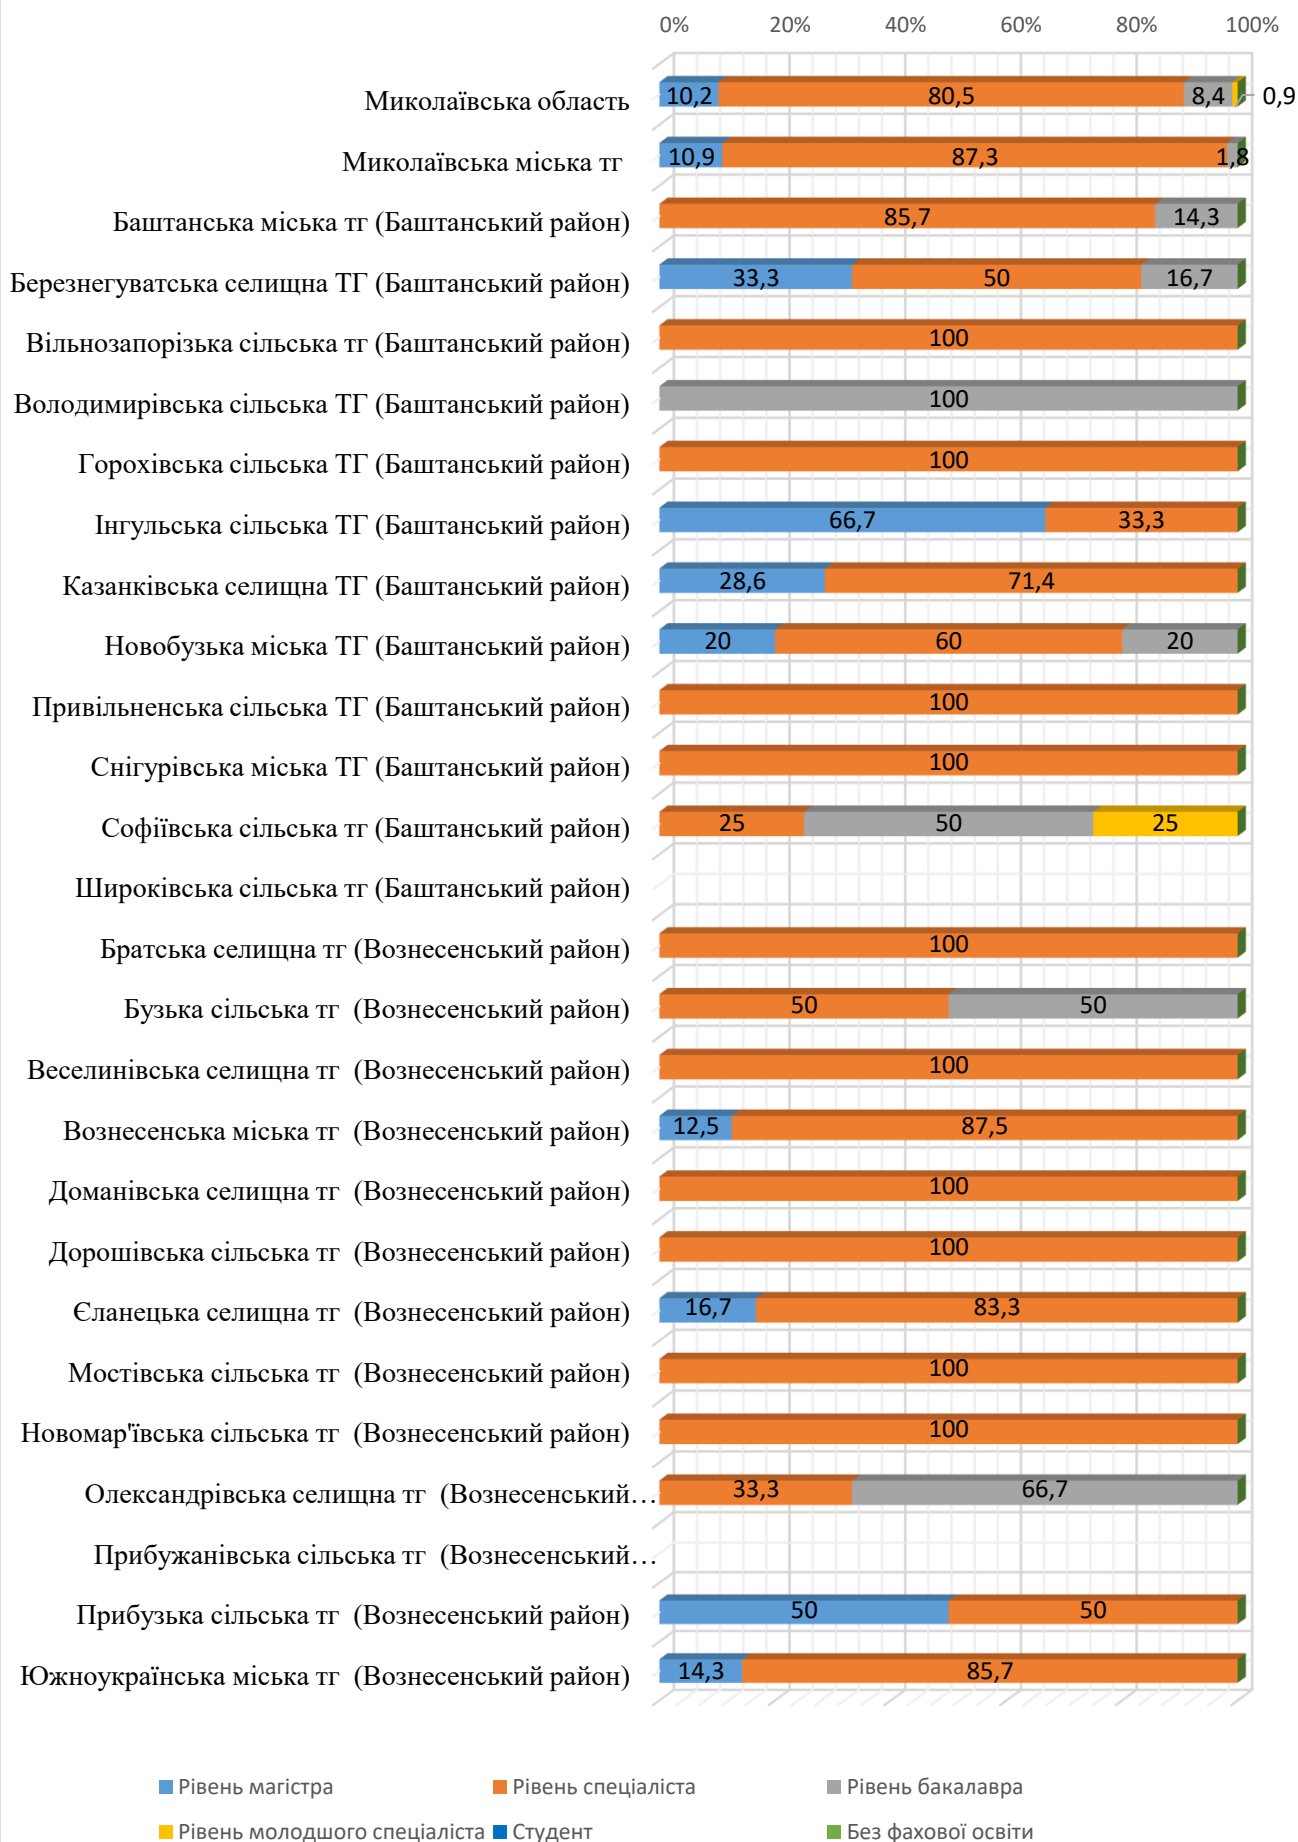 0% 20% 40% 60% 80% 100%
Миколаївська область 10,2 80,5 8,4 0,9
Миколаївська міська тг 10,9 87,3 1,8
Баштанська міська тг (Баштанський район) 85,7 14,3
Березнегуватська селищна ТГ (Баштанський район) 33,3 50 16,7
Вільнозапорізька сільська тг (Баштанський район) 100
Володимирівська сільська ТГ (Баштанський район) 100
Горохівська сільська ТГ (Баштанський район) 100
Інгульська сільська ТГ (Баштанський район) 66,7 33,3
Казанківська селищна ТГ (Баштанський район) 28,6 71,4
Новобузька міська ТГ (Баштанський район) 20 60 20
Привільненська сільська ТГ (Баштанський район) 100
Снігурівська міська ТГ (Баштанський район) 100
Софіївська сільська тг (Баштанський район) 25 50 25
Широківська сільська тг (Баштанський район)
Братська селищна тг (Вознесенський район) 100
Бузька сільська тг (Вознесенський район) 50 50
Веселинівська селищна тг (Вознесенський район) 100
Вознесенська міська тг (Вознесенський район) 12,5 87,5
Доманівська селищна тг (Вознесенський район) 100
Дорошівська сільська тг (Вознесенський район) 100
Єланецька селищна тг (Вознесенський район) 16,7 83,3
Мостівська сільська тг (Вознесенський район) 100
Новомар'ївська сільська тг (Вознесенський район) 100
Олександрівська селищна тг (Вознесенський… 33,3 66,7
Прибужанівська сільська тг (Вознесенський…
Прибузька сільська тг (Вознесенський район) 50 50
Южноукраїнська міська тг (Вознесенський район) 14,3 85,7
Рівень магістра Рівень спеціаліста Рівень бакалавра
Рівень молодшого спеціаліста Студент Без фахової освіти